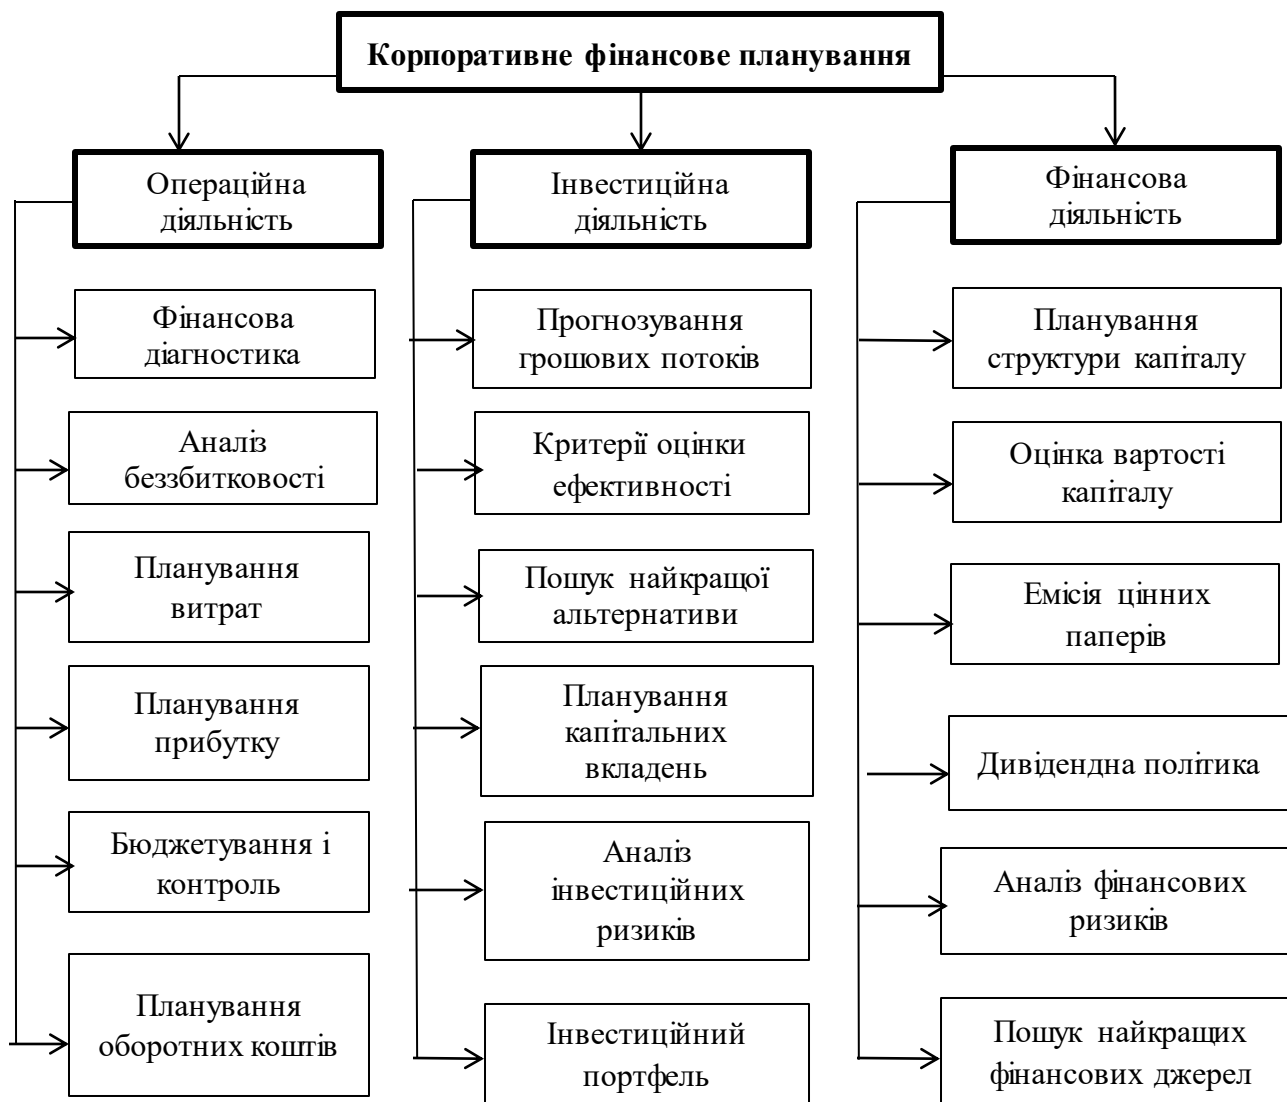 Корпоративне фінансове планування
Операційна
діяльність
Фінансова
діагностика
Аналіз
беззбитковості
Планування
витрат
Планування
прибутку
Бюджетування і
контроль
Планування
оборотних коштів
Інвестиційна
діяльність
Прогнозування
грошових потоків
Критерії оцінки
ефективності
Пошук найкращої
альтернативи
Планування
капітальних
вкладень
Аналіз
інвестиційних
ризиків
Інвестиційний
портфель
Фінансова
діяльність
Планування
структури капіталу
Оцінка вартості
капіталу
Емісія цінних
паперів
Дивідендна політика
Аналіз фінансових
ризиків
Пошук найкращих
фінансових джерел